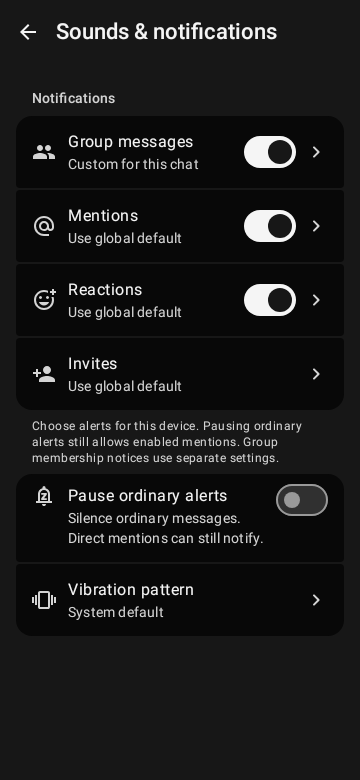 Sounds & notifications
Notifications
Group messages
Custom for this chat
Mentions
Use global default
Reactions
Use global default
Invites
Use global default
Choose alerts for this device. Pausing ordinary
alerts still allows enabled mentions. Group
membership notices use separate settings.
Pause ordinary alerts
Silence ordinary messages.
Direct mentions can still notify.
Vibration pattern
System default